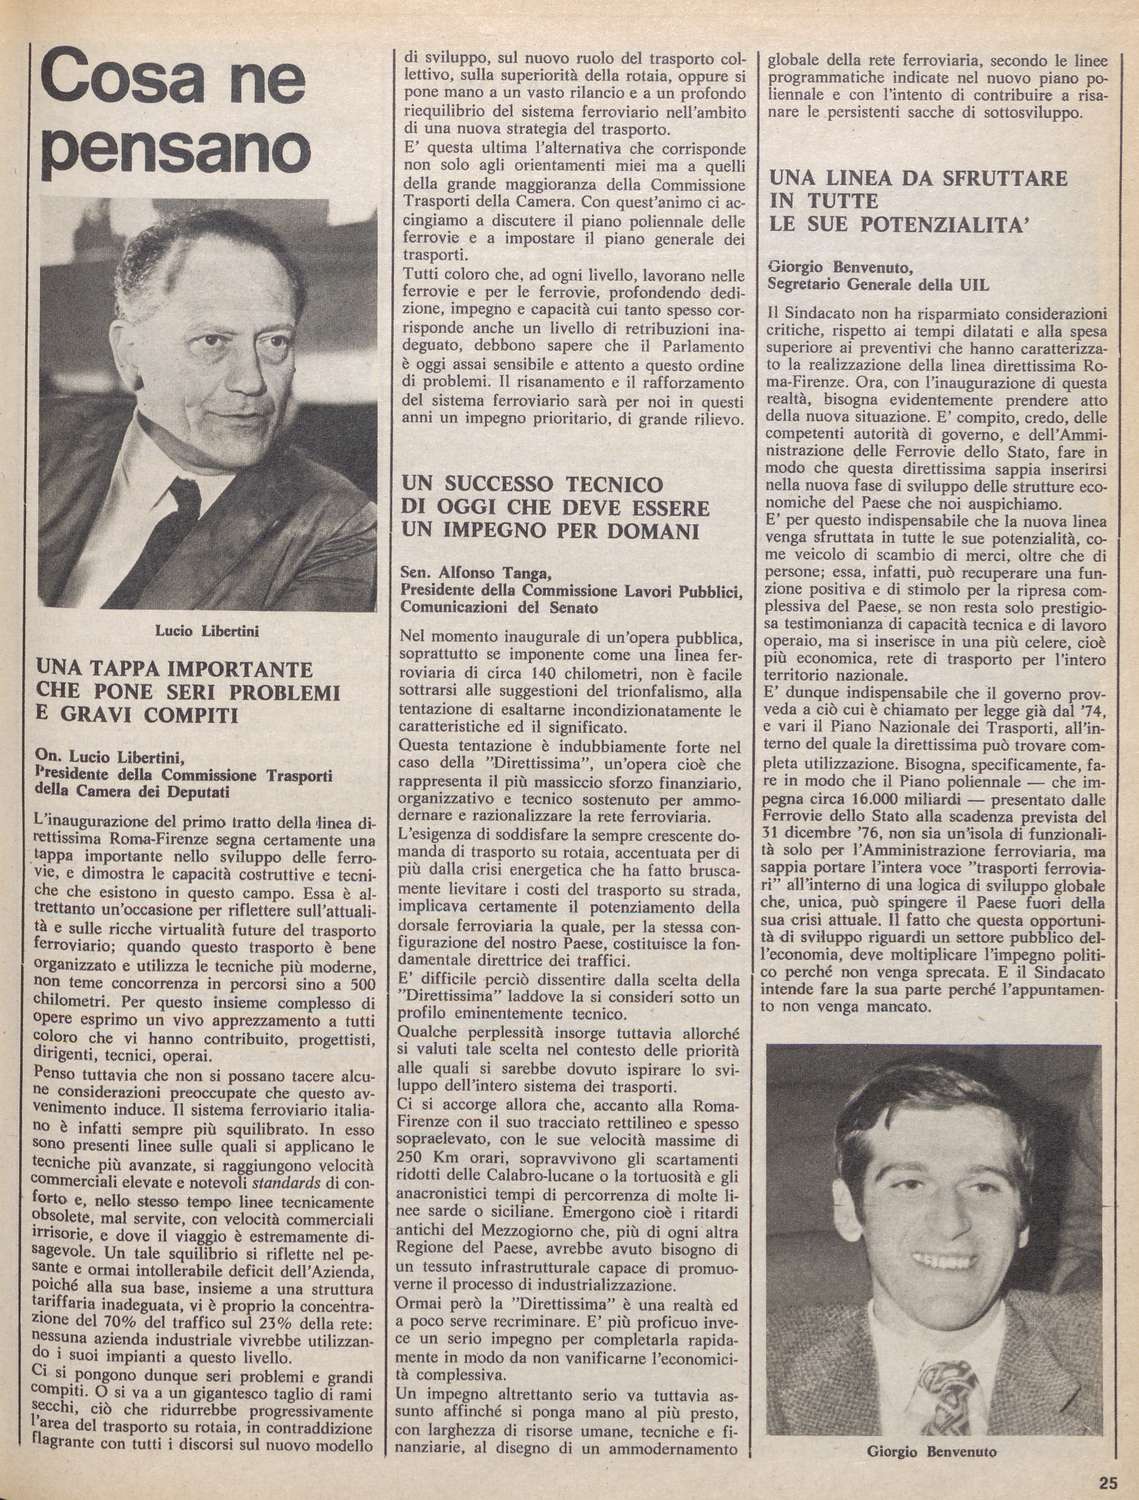 Cosa ne
pensano
Lucio Libertini
UNA TAPPA IMPORTANTE
CHE PONE SERI PROBLEMI
E GRAVI COMPITI
On. Lucio Libertini,
Presidente della Commissione Trasporti
della Camera dei Deputati
L'inaugurazione del primo tratto della linea di-
rettissima Roma-Firenze segna certamente una
tappa importante nello sviluppo delle ferro-
vie, e dimostra le capacità costruttive e tecni-
che che esistono in questo campo. Essa è al-
trettanto un'occasione per riflettere sull'attuali-
tà e sulle ricche virtualità future del trasporto
ferroviario; quando questo trasporto è bene
organizzato e utilizza le tecniche più moderne,
non teme concorrenza in percorsi sino a 500
chilometri. Per questo insieme complesso di
opere esprimo un vivo apprezzamento a tutti
coloro che vi hanno contribuito, progettisti,
dirigenti, tecnici, operai.
Penso tuttavia che non si possano tacere alcu-
ne considerazioni preoccupate che questo av-
venimento induce. Il sistema ferroviario italia-
no è infatti sempre più squilibrato. In esso
sono presenti linee sulle quali si applicano le
tecniche più avanzate, si raggiungono velocità
commerciali elevate e notevoli standards di con-
forto e, nello stesso tempo linee tecnicamente
obsolete, mal servite, con velocità commerciali
irrisorie, e dove il viaggio è estremamente di-
sagevole. Un tale squilibrio si riflette nel pe-
sante e ormai intollerabile deficit dell'Azienda,
poiché alla sua base, insieme a una struttura
tariffaria inadeguata, vi è proprio la concentra-
zione del 70% del traffico sul 23% della rete:
nessuna azienda industriale vivrebbe utilizzan-
do i suoi impianti a questo livello.
Ci si pongono dunque seri problemi e grandi
compiti. O si va a un gigantesco taglio di rami
secchi, ciò che ridurrebbe progressivamente
l'area del trasporto su rotaia, in contraddizione
flagrante con tutti i discorsi sul nuovo modello
di sviluppo, sul nuovo ruolo del trasporto col-
lettivo, sulla superiorità della rotaia, oppure si
pone mano a un vasto rilancio e a un profondo
riequilibrio del sistema ferroviario nell'ambito
di una nuova strategia del trasporto.
E' questa ultima l'alternativa che corrisponde
non solo agli orientamenti miei ma a quelli
della grande maggioranza della Commissione
Trasporti della Camera. Con quest'animo ci ac-
cingiamo a discutere il piano poliennale delle
ferrovie e a impostare il piano generale dei
trasporti.
Tutti coloro che, ad ogni livello, lavorano nelle
ferrovie e per le ferrovie, profondendo dedi-
zione, impegno e capacità cui tanto spesso cor-
risponde anche un livello di retribuzioni ina-
deguato, debbono sapere che il Parlamento
è oggi assai sensibile e attento a questo ordine
di problemi. Il risanamento e il rafforzamento
del sistema ferroviario sarà per noi in questi
anni un impegno prioritario, di grande rilievo.
UN SUCCESSO TECNICO
DI OGGI CHE DEVE ESSERE
UN IMPEGNO PER DOMANI
Sen. Alfonso Tanga,
Presidente della Commissione Lavori Pubblici,
Comunicazioni del Senato
Nel momento inaugurale di un'opera pubblica,
soprattutto se imponente come una linea fer-
roviaria di circa 140 chilometri, non è facile
sottrarsi alle suggestioni del trionfalismo, alla
tentazione di esaltarne incondizionatamente le
caratteristiche ed il significato.
Questa tentazione è indubbiamente forte nel
caso della "Direttissima", un'opera cioè che
rappresenta il più massiccio sforzo finanziario,
organizzativo e tecnico sostenuto per ammo-
dernare e razionalizzare la rete ferroviaria.
L'esigenza di soddisfare la sempre crescente do-
manda di trasporto su rotaia, accentuata per di
più dalla crisi energetica che ha fatto brusca-
mente lievitare i costi del trasporto su strada,
implicava certamente il potenziamento della
dorsale ferroviaria la quale, per la stessa con-
figurazione del nostro Paese, costituisce la fon-
damentale direttrice dei traffici.
E' difficile perciò dissentire dalla scelta della
"Direttissima" laddove la si consideri sotto un
profilo eminentemente tecnico.
Qualche perplessità insorge tuttavia allorché
si valuti tale scelta nel contesto delle priorità
alle quali si sarebbe dovuto ispirare lo svi-
luppo dell'intero sistema dei trasporti.
Ci si accorge allora che, accanto alla Roma-
Firenze con il suo tracciato rettilineo e spesso
sopraelevato, con le sue velocità massime di
250 Km orari, sopravvivono gli scartamenti
ridotti delle Calabro-lucane o la tortuosità e gli
anacronistici tempi di percorrenza di molte li-
nee sarde o siciliane. Emergono cioè i ritardi
antichi del Mezzogiorno che, più di ogni altra
Regione del Paese, avrebbe avuto bisogno di
un tessuto infrastrutturale capace di promuo-
verne il processo di industrializzazione.
Ormai però la "Direttissima" è una realtà ed
a poco serve recriminare. E' più proficuo inve-
ce un serio impegno per completarla rapida-
mente in modo da non vanificarne l'economici-
tà complessiva.
Un impegno altrettanto serio va tuttavia as-
sunto affinché si ponga mano al più presto,
con larghezza di risorse umane, tecniche e fi-
nanziarie, al disegno di un ammodernamento
globale della rete ferroviaria, secondo le linee
programmatiche indicate nel nuovo piano po-
liennale e con l'intento di contribuire a risa-
nare le persistenti sacche di sottosviluppo.
UNA LINEA DA SFRUTTARE
IN TUTTE
LE SUE POTENZIALITA'
Giorgio Benvenuto,
Segretario Generale della UIL
Il Sindacato non ha risparmiato considerazioni
critiche, rispetto ai tempi dilatati e alla spesa
superiore ai preventivi che hanno caratterizza-
to la realizzazione della linea direttissima Ro-
ma-Firenze. Ora, con l'inaugurazione di questa
realtà, bisogna evidentemente prendere atto
della nuova situazione. E' compito, credo, delle
competenti autorità di governo, e dell'Ammi-
nistrazione delle Ferrovie dello Stato, fare in
modo che questa direttissima sappia inserirsi
nella nuova fase di sviluppo delle strutture eco-
nomiche del Paese che noi auspichiamo.
E' per questo indispensabile che la nuova linea
venga sfruttata in tutte le sue potenzialità, co-
me veicolo di scambio di merci, oltre che di
persone; essa, infatti, può recuperare una fun-
zione positiva e di stimolo per la ripresa com-
plessiva del Paese, se non resta solo prestigio-
sa testimonianza di capacità tecnica e di lavoro
operaio, ma si inserisce in una più celere, cioè
più economica, rete di trasporto per l'intero
territorio nazionale.
E' dunque indispensabile che il governo prov-
veda a ciò cui è chiamato per legge già dal '74,
e vari il Piano Nazionale dei Trasporti, all'in-
terno del quale la direttissima può trovare com-
pleta utilizzazione. Bisogna, specificamente, fa-
re in modo che il Piano poliennale — che im-
pegna circa 16.000 miliardi — presentato dalle
Ferrovie dello Stato alla scadenza prevista del
31 dicembre '76, non sia un'isola di funzionali-
tà solo per l'Amministrazione ferroviaria, ma
sappia portare l'intera voce "trasporti ferrovia-
ri" all'interno di una logica di sviluppo globale
che, unica, può spingere il Paese fuori della
sua crisi attuale. Il fatto che questa opportuni-
tà di sviluppo riguardi un settore pubblico del-
l'economia, deve moltiplicare l'impegno politi-
co perché non venga sprecata. E il Sindacato
intende fare la sua parte perché l'appuntamen-
to non venga mancato.
Giorgio Benvenuto
25